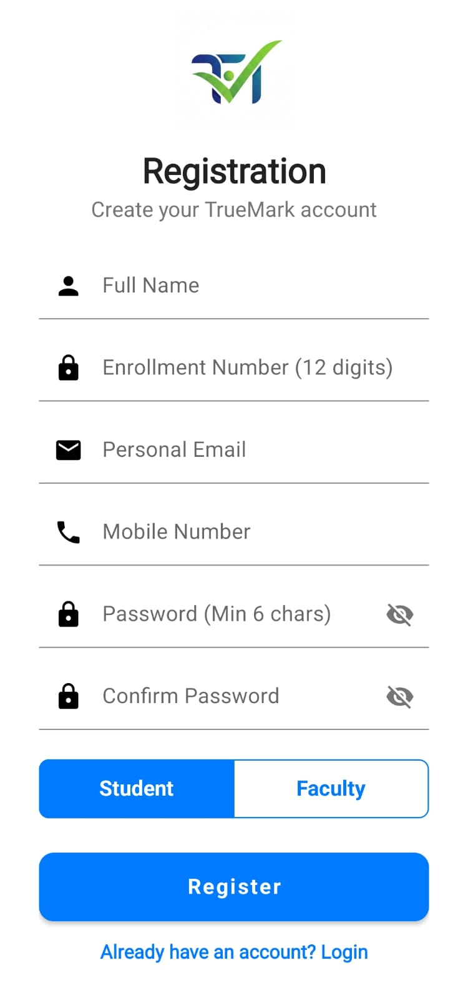 Registration
Create your TrueMark account
Full Name
Enrollment Number (12 digits)
Personal Email
Mobile Number
Password (Min 6 chars)
Confirm Password
Student
Faculty
Register
Already have an account? Login